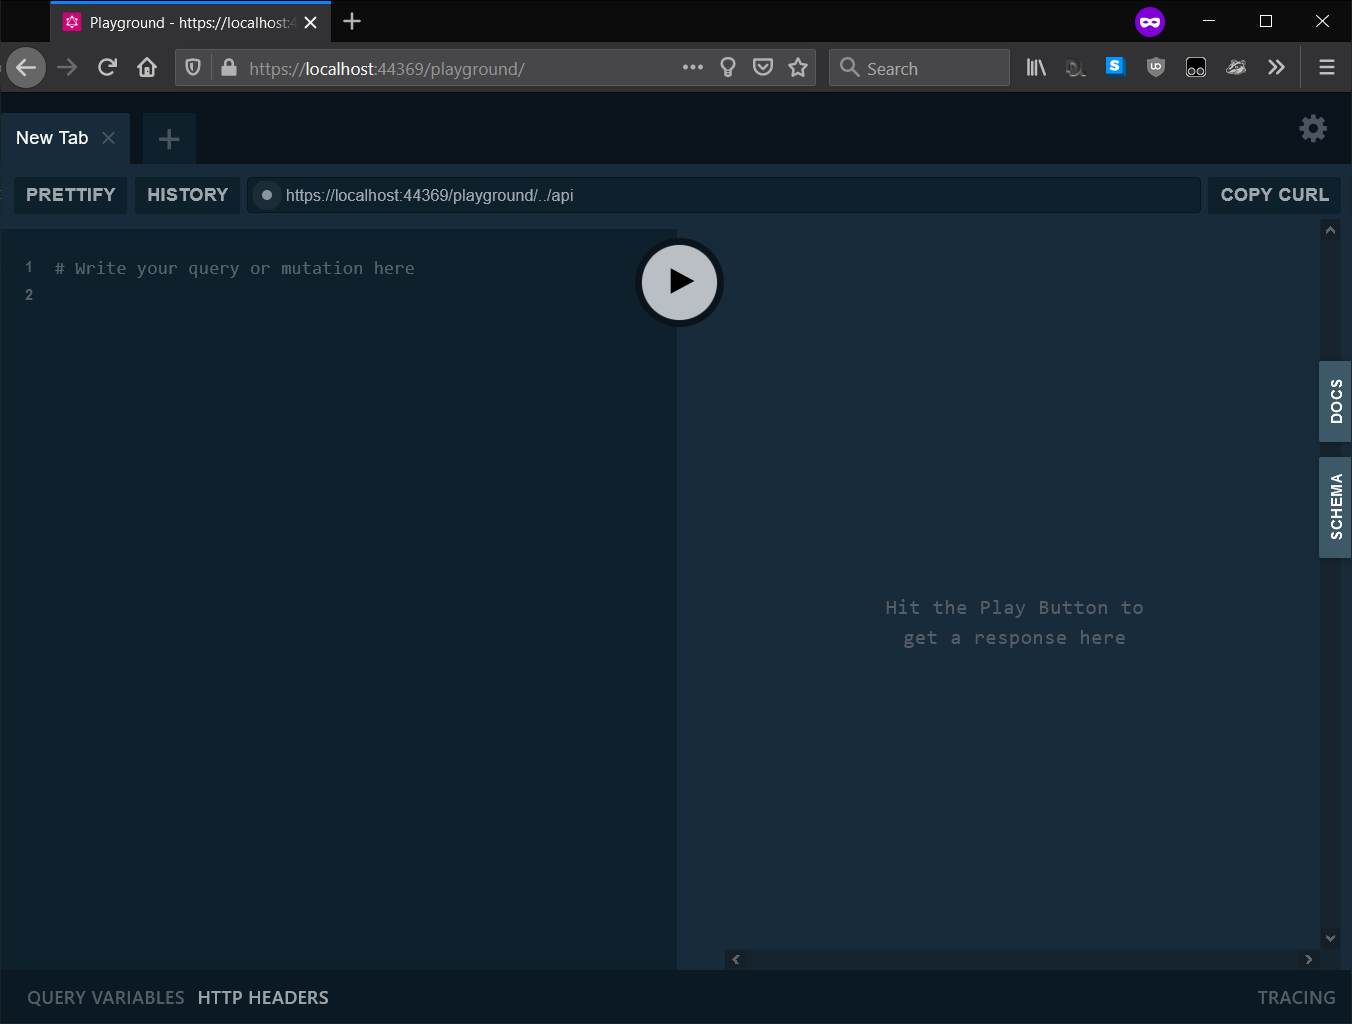 Playground - https://localhost:4
https://localhost:44369/playground/
Search
New Tab
PRETTIFY
HISTORY
https://localhost:44369/playground/../api
COPY CURL
1 # Write your query or mutation here
2
DOCS
SCHEMA
Hit the Play Button to
get a response here
QUERY VARIABLES
HTTP HEADERS
TRACING